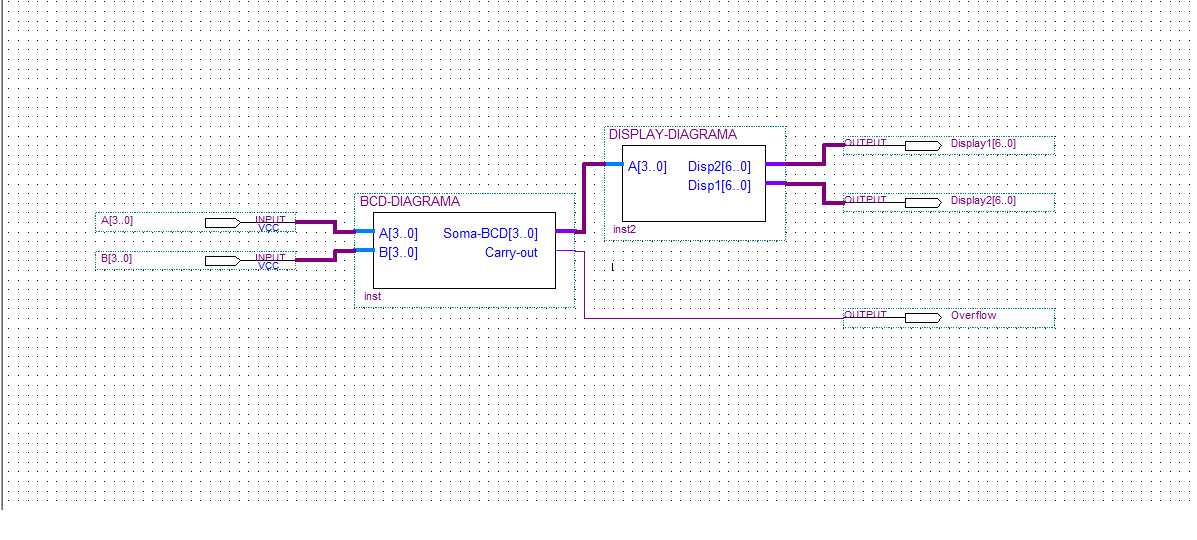 DISPLAY-DIAGRAMA
A[3..0] Disp2[6..0]
Disp1[6..0]
inst2
OUTPUT Display1[6..0]
OUTPUT Display2[6..0]
BCD-DIAGRAMA
A[3..0] INPUT
VCC
B[3..0] INPUT
VCC
A[3..0] Soma-BCD[3..0]
B[3..0] Carry-out
inst
OUTPUT Overflow